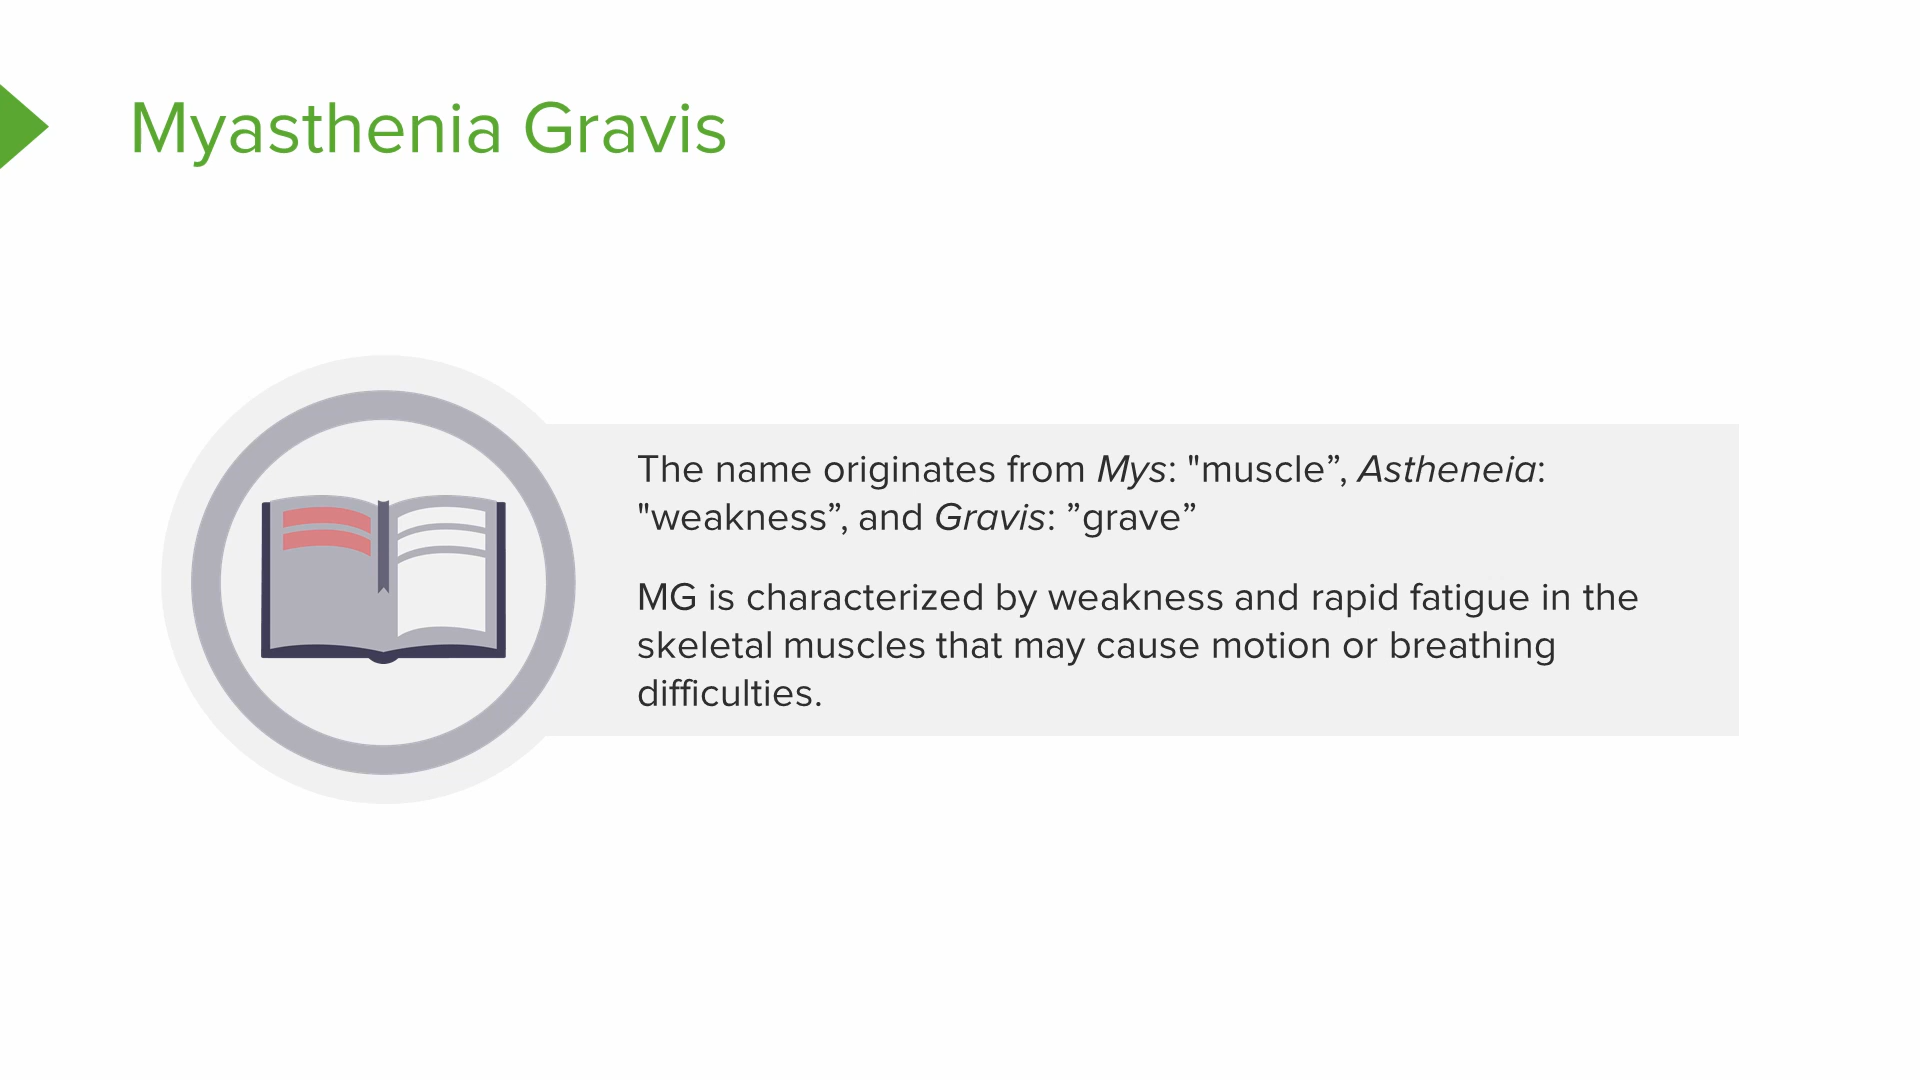 Myasthenia Gravis
The name originates from Mys: "muscle”, Astheneia:
"weakness”, and Gravis: ”grave”
MG is characterized by weakness and rapid fatigue in the
skeletal muscles that may cause motion or breathing
difficulties.